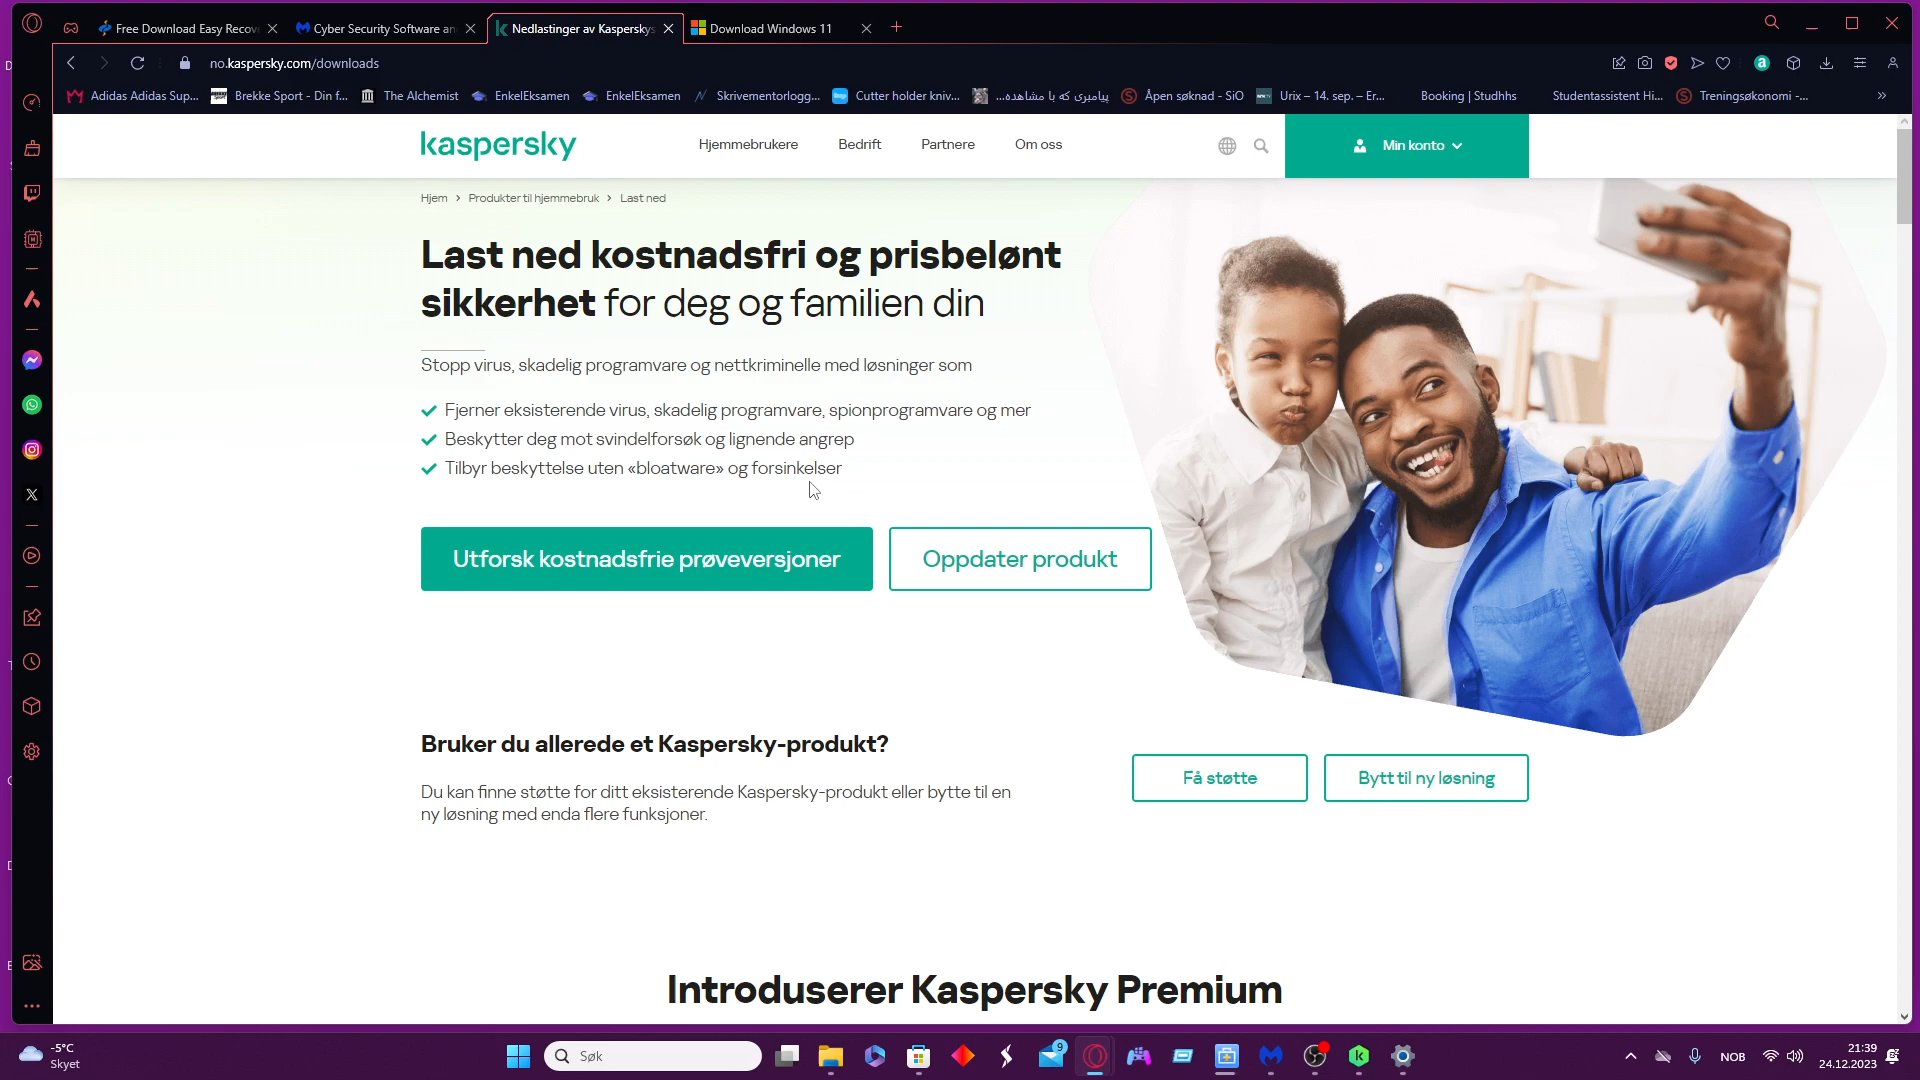 Free Download Easy Recov
Cyber Security Software an
Nedlastinger av Kasperskys
Download Windows 11
no.kaspersky.com/downloads
Adidas Adidas Sup...
Brekke Sport - Din f...
The Alchemist
EnkelEksamen
EnkelEksamen
Skrivementorlogg...
Cutter holder kniv...
پیامبری که با مشاهده...
Åpen søknad - SiO
Urix – 14. sep. – Er...
Booking | Studhhs
Studentassistent Hi...
Treningsøkonomi -...
kaspersky
Hjemmebrukere
Bedrift
Partnere
Om oss
Min konto
Hjem > Produkter til hjemmebruk > Last ned
Last ned kostnadsfri og prisbelønt
sikkerhet for deg og familien din
Stopp virus, skadelig programvare og nettkriminelle med løsninger som
Fjerner eksisterende virus, skadelig programvare, spionprogramvare og mer
Beskytter deg mot svindelforsøk og lignende angrep
Tilbyr beskyttelse uten «bloatware» og forsinkelser
Utforsk kostnadsfrie prøveversjoner
Oppdater produkt
Bruker du allerede et Kaspersky-produkt?
Du kan finne støtte for ditt eksisterende Kaspersky-produkt eller bytte til en
ny løsning med enda flere funksjoner.
Få støtte
Bytt til ny løsning
Introduserer Kaspersky Premium
-5°C
Skyet
Søk
9
NOB
21:39
24.12.2023